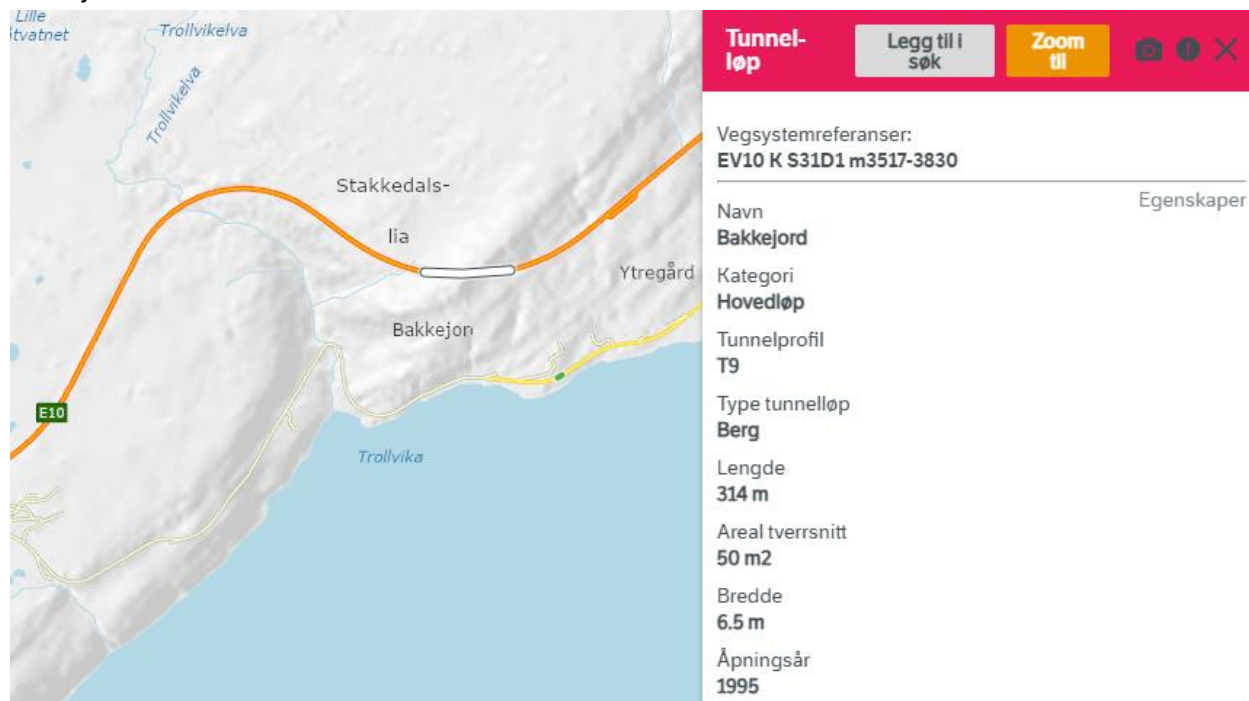 Lille
tvatnet
Trollvikelva
Trollvikelva
Stakkedals-
lia
Ytregård
Bakkejon
E10
Trollvika
Tunnel-
løp
Legg til i
søk
Zoom
til
Vegsystemreferanser:
EV10 K S31D1 m3517-3830
Egenskaper
Navn
Bakkejord
Kategori
Hovedløp
Tunnelprofil
T9
Type tunnelløp
Berg
Lengde
314 m
Areal tverrsnitt
50 m2
Bredde
6.5 m
Åpningsår
1995